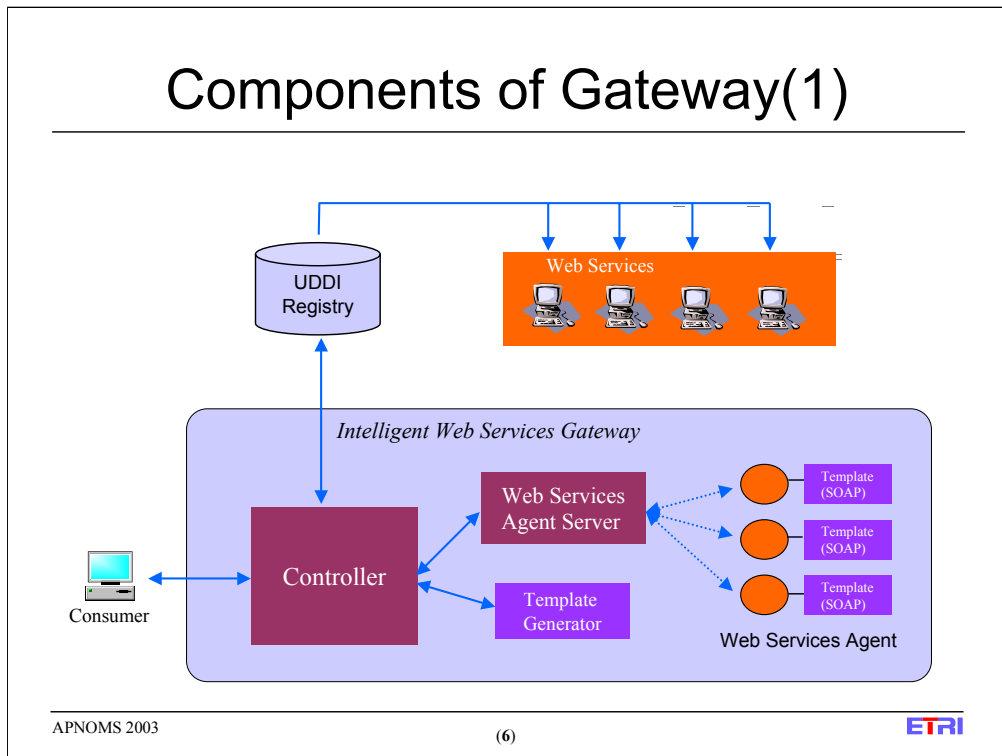 Components of Gateway(1)
UDDI
Registry
Web Services
Intelligent Web Services Gateway
Web Services
Agent Server
Template
(SOAP)
Template
(SOAP)
Template
(SOAP)
Controller
Consumer
Template
Generator
Web Services Agent
APNOMS 2003
(6)
ETRI